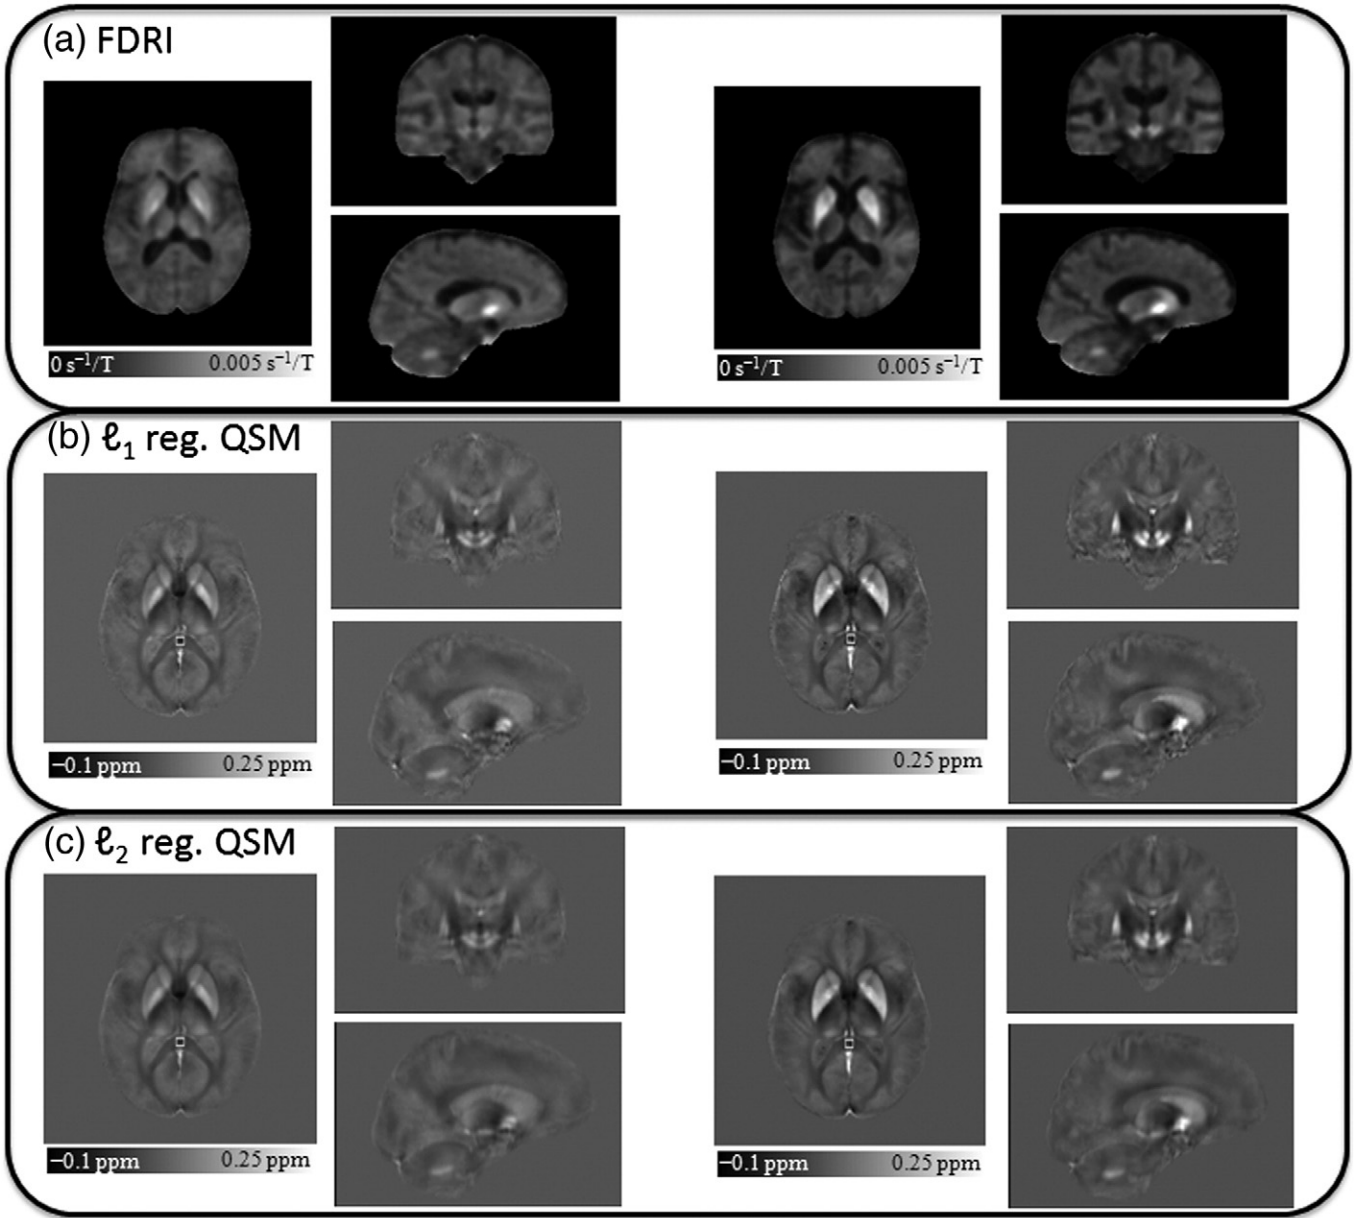 (a) FDRI
0 s⁻¹/T 0.005 s⁻¹/T 0 s⁻¹/T 0.005 s⁻¹/T
(b) ℓ₁ reg. QSM
−0.1 ppm 0.25 ppm −0.1 ppm 0.25 ppm
(c) ℓ₂ reg. QSM
−0.1 ppm 0.25 ppm −0.1 ppm 0.25 ppm